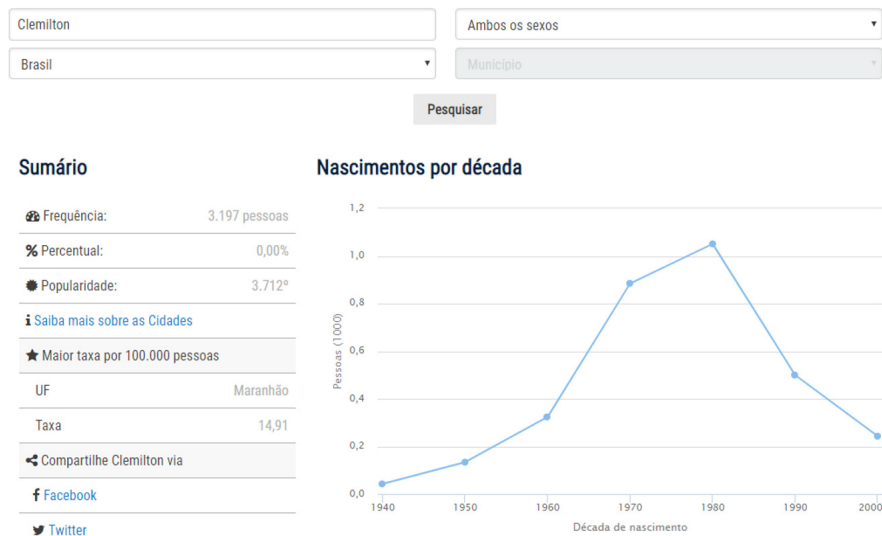 Clemilton
Ambos os sexos
Brasil
Município
Pesquisar
Sumário
Frequência: 3.197 pessoas
Percentual: 0,00%
Popularidade: 3.712º
Saiba mais sobre as Cidades
Maior taxa por 100.000 pessoas
UF Maranhão
Taxa 14,91
Compartilhe Clemilton via
Facebook
Twitter
Nascimentos por década
Pessoas (1000)
1,2
1,0
0,8
0,6
0,4
0,2
0,0
1940 1950 1960 1970 1980 1990 2000
Década de nascimento